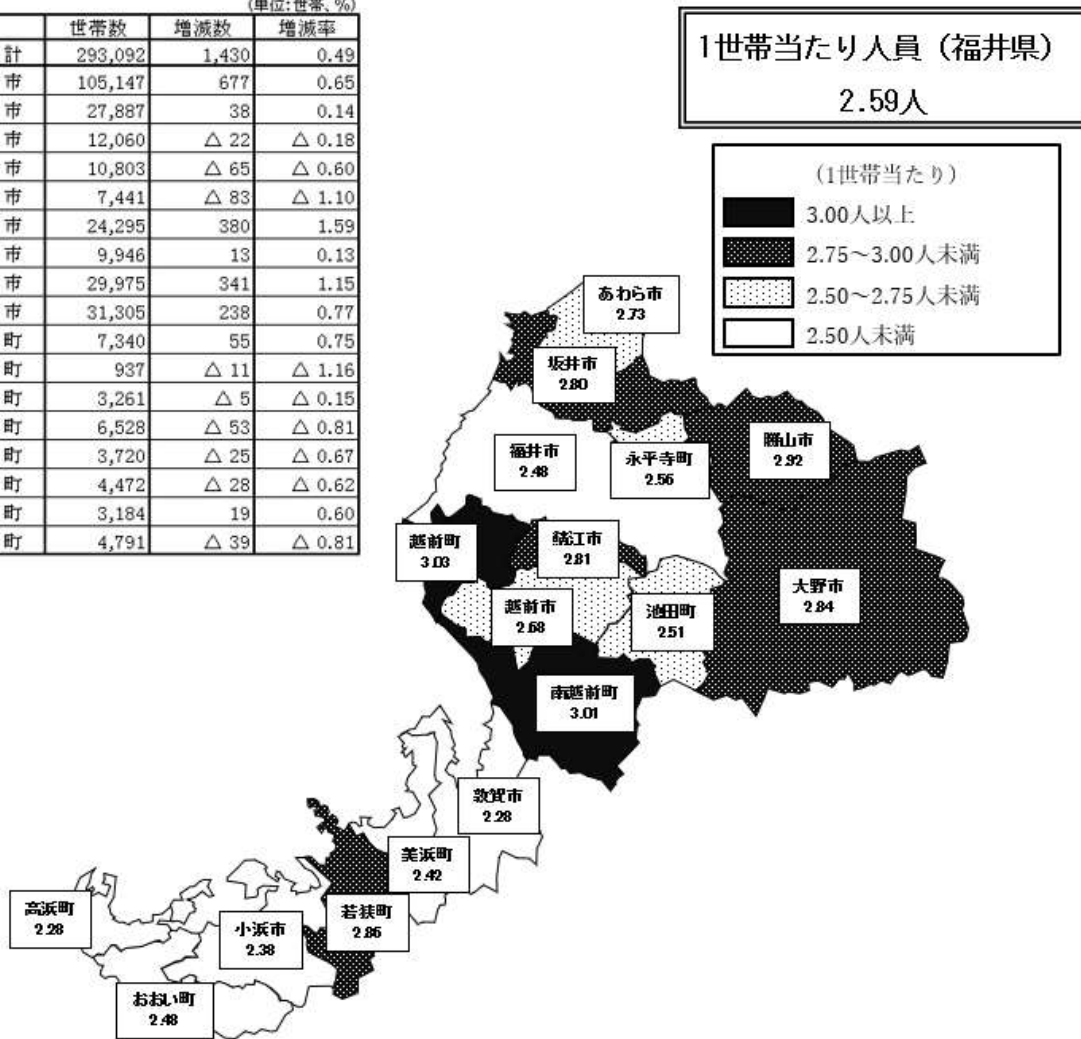 (単位:世帯、%)
世帯数 増減数 増減率
計 293,092 1,430 0.49
市 105,147 677 0.65
市 27,887 38 0.14
市 12,060 △ 22 △ 0.18
市 10,803 △ 65 △ 0.60
市 7,441 △ 83 △ 1.10
市 24,295 380 1.59
市 9,946 13 0.13
市 29,975 341 1.15
市 31,305 238 0.77
町 7,340 55 0.75
町 937 △ 11 △ 1.16
町 3,261 △ 5 △ 0.15
町 6,528 △ 53 △ 0.81
町 3,720 △ 25 △ 0.67
町 4,472 △ 28 △ 0.62
町 3,184 19 0.60
町 4,791 △ 39 △ 0.81
1世帯当たり人員(福井県)
2.59人
(1世帯当たり)
3.00人以上
2.75~3.00人未満
2.50~2.75人未満
2.50人未満
あわら市
2.73
坂井市
2.80
福井市
2.48
永平寺町
2.56
勝山市
2.92
越前町
3.03
鯖江市
2.81
大野市
2.84
越前市
2.68
池田町
2.51
南越前町
3.01
敦賀市
2.28
美浜町
2.42
若狭町
2.86
高浜町
2.28
小浜市
2.38
おおい町
2.48